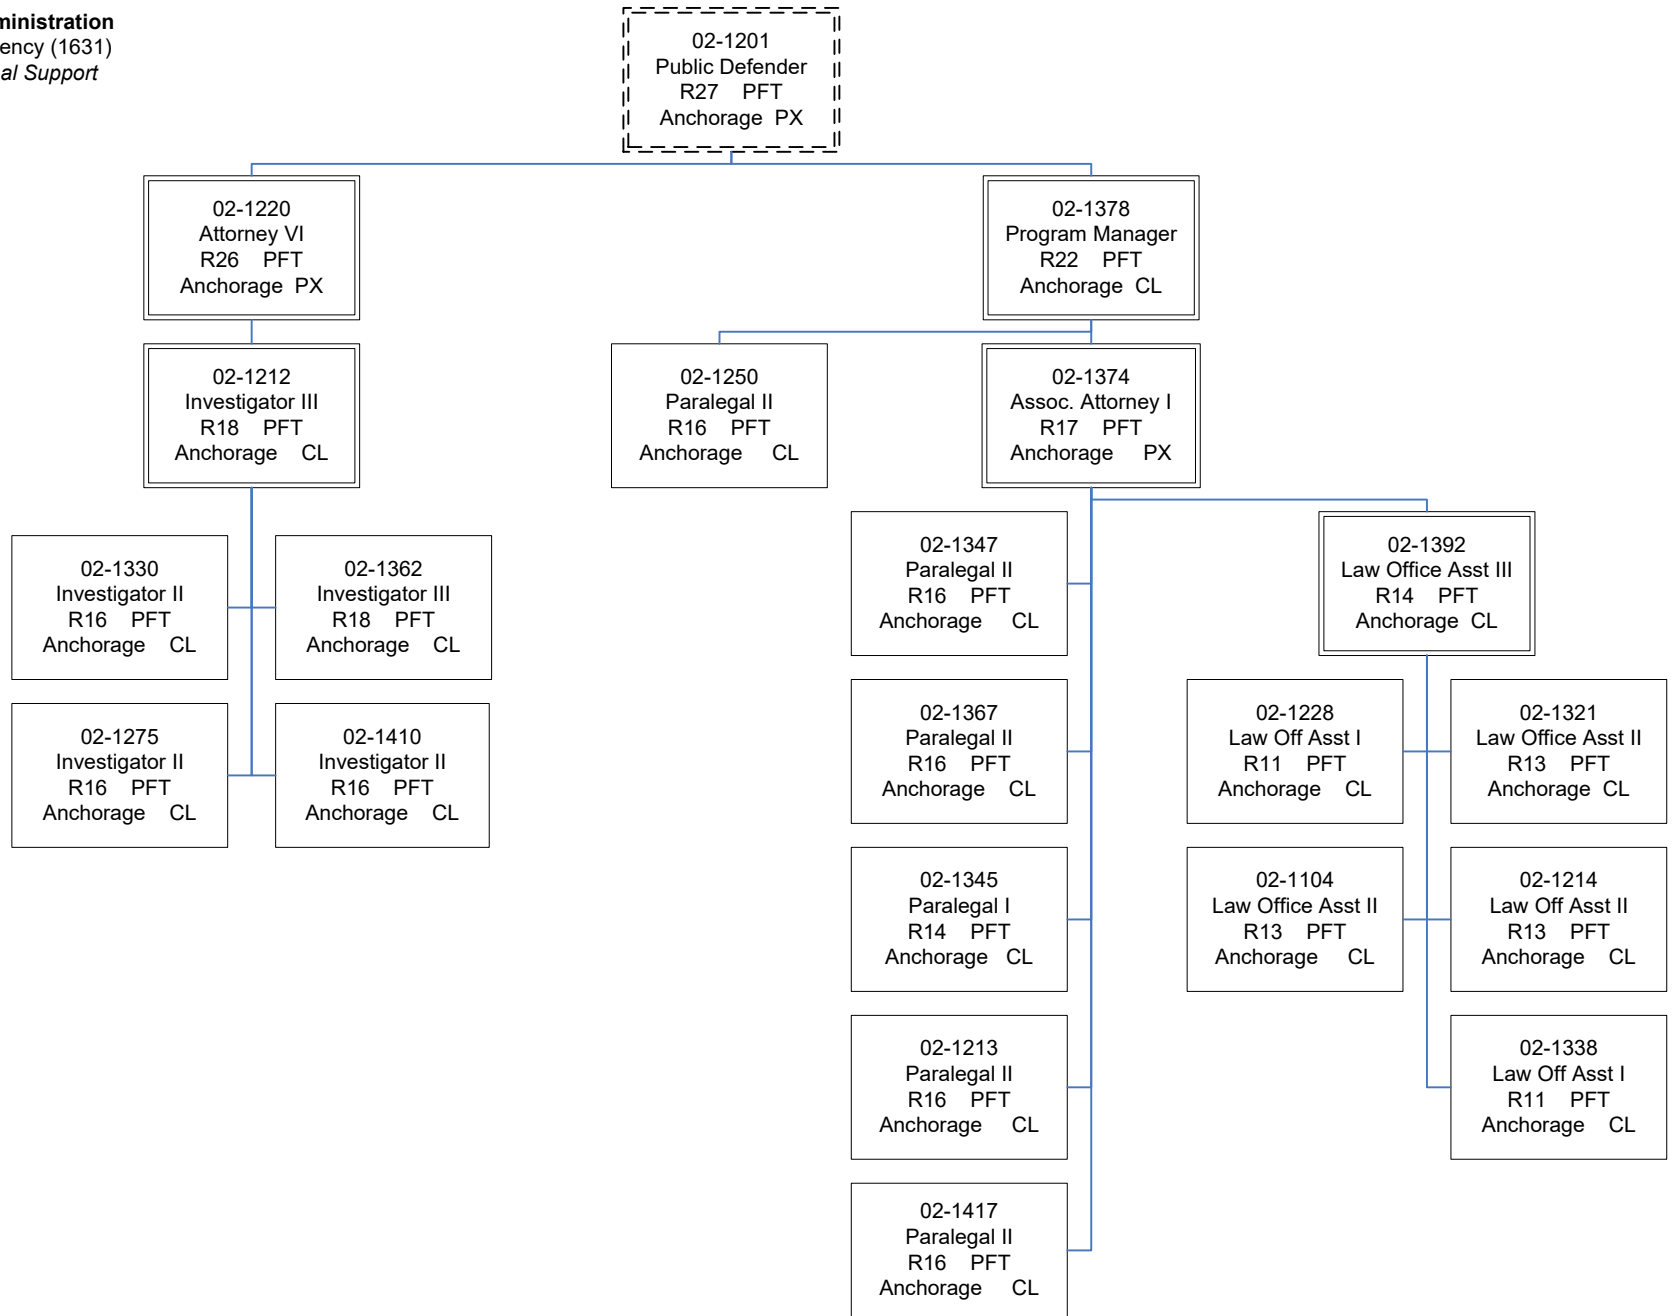 ministration
ency (1631)
al Support
02-1201
Public Defender
R27 PFT
Anchorage PX
02-1220
Attorney VI
R26 PFT
Anchorage PX
02-1378
Program Manager
R22 PFT
Anchorage CL
02-1212
Investigator III
R18 PFT
Anchorage CL
02-1250
Paralegal II
R16 PFT
Anchorage CL
02-1374
Assoc. Attorney I
R17 PFT
Anchorage PX
02-1330
Investigator II
R16 PFT
Anchorage CL
02-1362
Investigator III
R18 PFT
Anchorage CL
02-1275
Investigator II
R16 PFT
Anchorage CL
02-1410
Investigator II
R16 PFT
Anchorage CL
02-1347
Paralegal II
R16 PFT
Anchorage CL
02-1367
Paralegal II
R16 PFT
Anchorage CL
02-1345
Paralegal I
R14 PFT
Anchorage CL
02-1213
Paralegal II
R16 PFT
Anchorage CL
02-1417
Paralegal II
R16 PFT
Anchorage CL
02-1392
Law Office Asst III
R14 PFT
Anchorage CL
02-1228
Law Off Asst I
R11 PFT
Anchorage CL
02-1321
Law Office Asst II
R13 PFT
Anchorage CL
02-1104
Law Office Asst II
R13 PFT
Anchorage CL
02-1214
Law Off Asst II
R13 PFT
Anchorage CL
02-1338
Law Off Asst I
R11 PFT
Anchorage CL